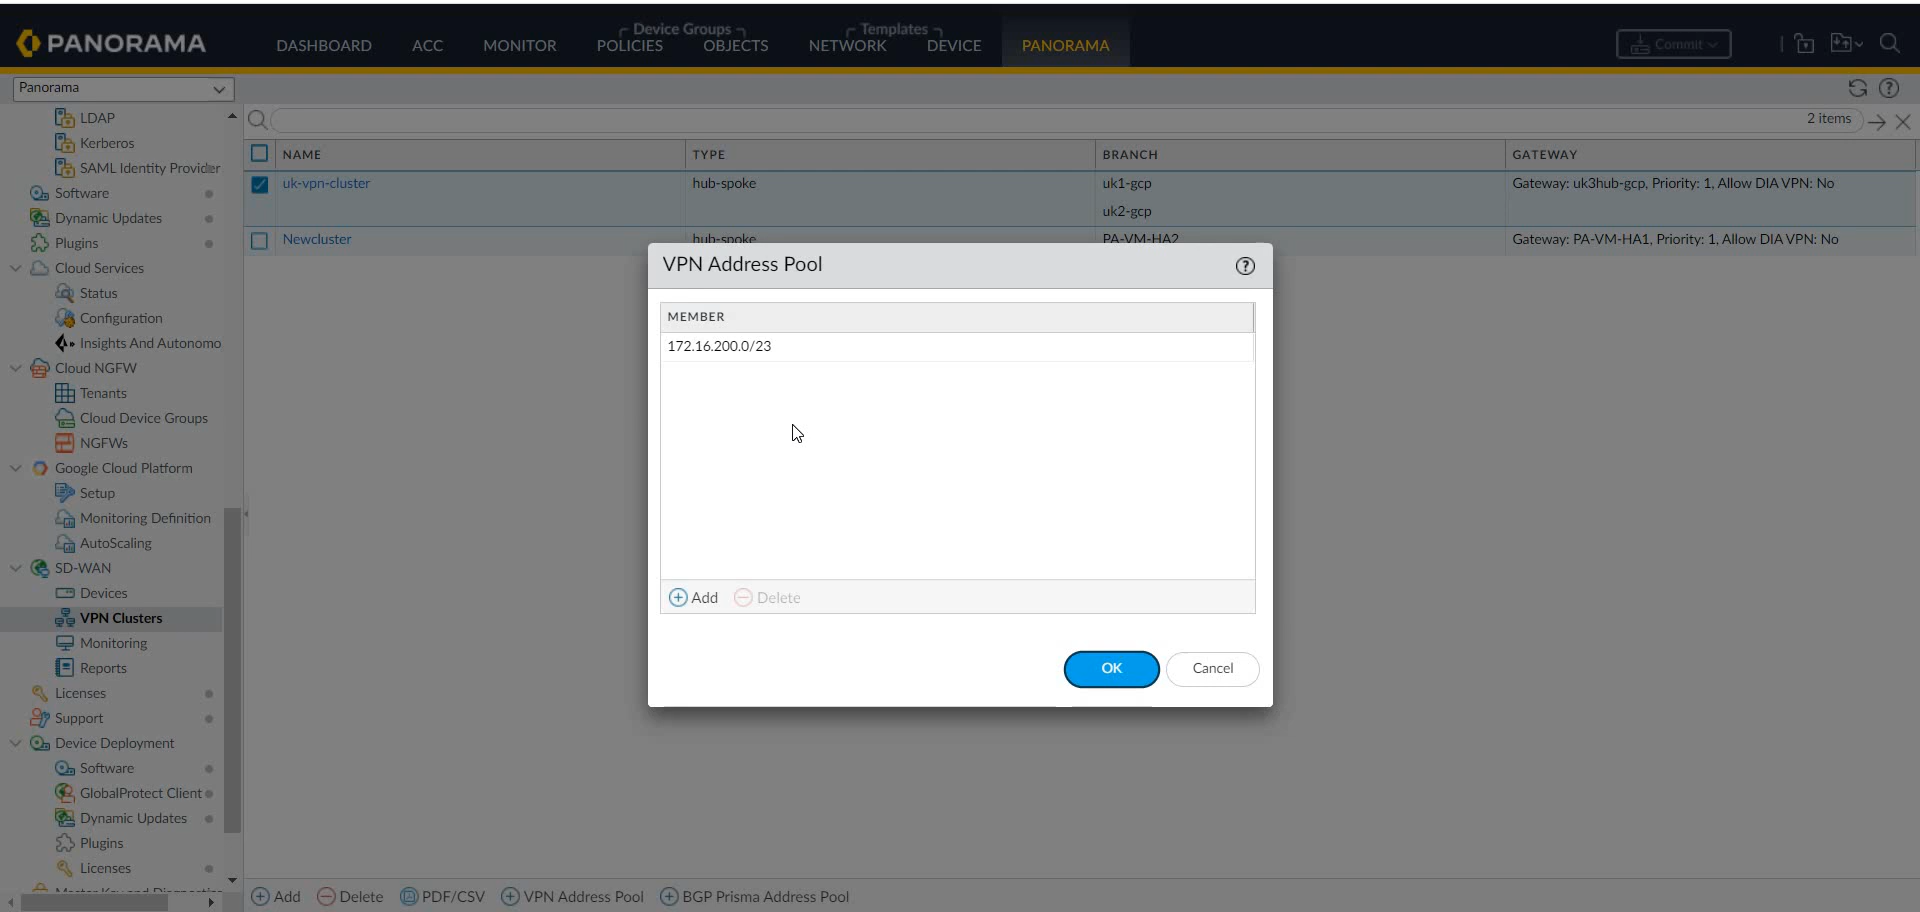 PANORAMA
Device Groups
Templates
DASHBOARD ACC MONITOR POLICIES OBJECTS NETWORK DEVICE PANORAMA
Commit
Panorama
LDAP
Kerberos
SAML Identity Provider
Software
Dynamic Updates
Plugins
Cloud Services
Status
Configuration
Insights And Autonomo
Cloud NGFW
Tenants
Cloud Device Groups
NGFWs
Google Cloud Platform
Setup
Monitoring Definition
AutoScaling
SD-WAN
Devices
VPN Clusters
Monitoring
Reports
Licenses
Support
Device Deployment
Software
GlobalProtect Client
Dynamic Updates
Plugins
Licenses
Master Key and Diagnostics
2 items
NAME TYPE BRANCH GATEWAY
uk-vpn-cluster hub-spoke uk1-gcp Gateway: uk3hub-gcp, Priority: 1, Allow DIA VPN: No
uk2-gcp
Newcluster hub-spoke PA-VM-HA2 Gateway: PA-VM-HA1, Priority: 1, Allow DIA VPN: No
VPN Address Pool
MEMBER
172.16.200.0/23
Add Delete
OK Cancel
Add Delete PDF/CSV VPN Address Pool BGP Prisma Address Pool